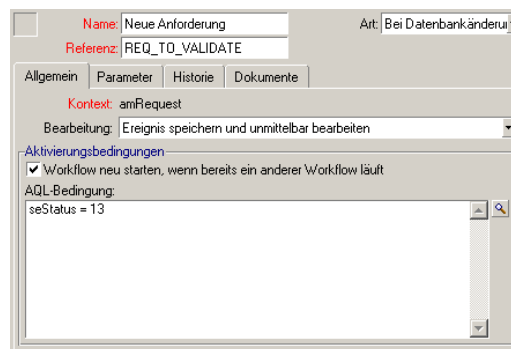 Name: Neue Anforderung Art: Bei Datenbankänderu
Referenz: REQ_TO_VALIDATE
Allgemein Parameter Historie Dokumente
Kontext: amRequest
Bearbeitung: Ereignis speichern und unmittelbar bearbeiten
Aktivierungsbedingungen
Workflow neu starten, wenn bereits ein anderer Workflow läuft
AQL-Bedingung:
seStatus = 13